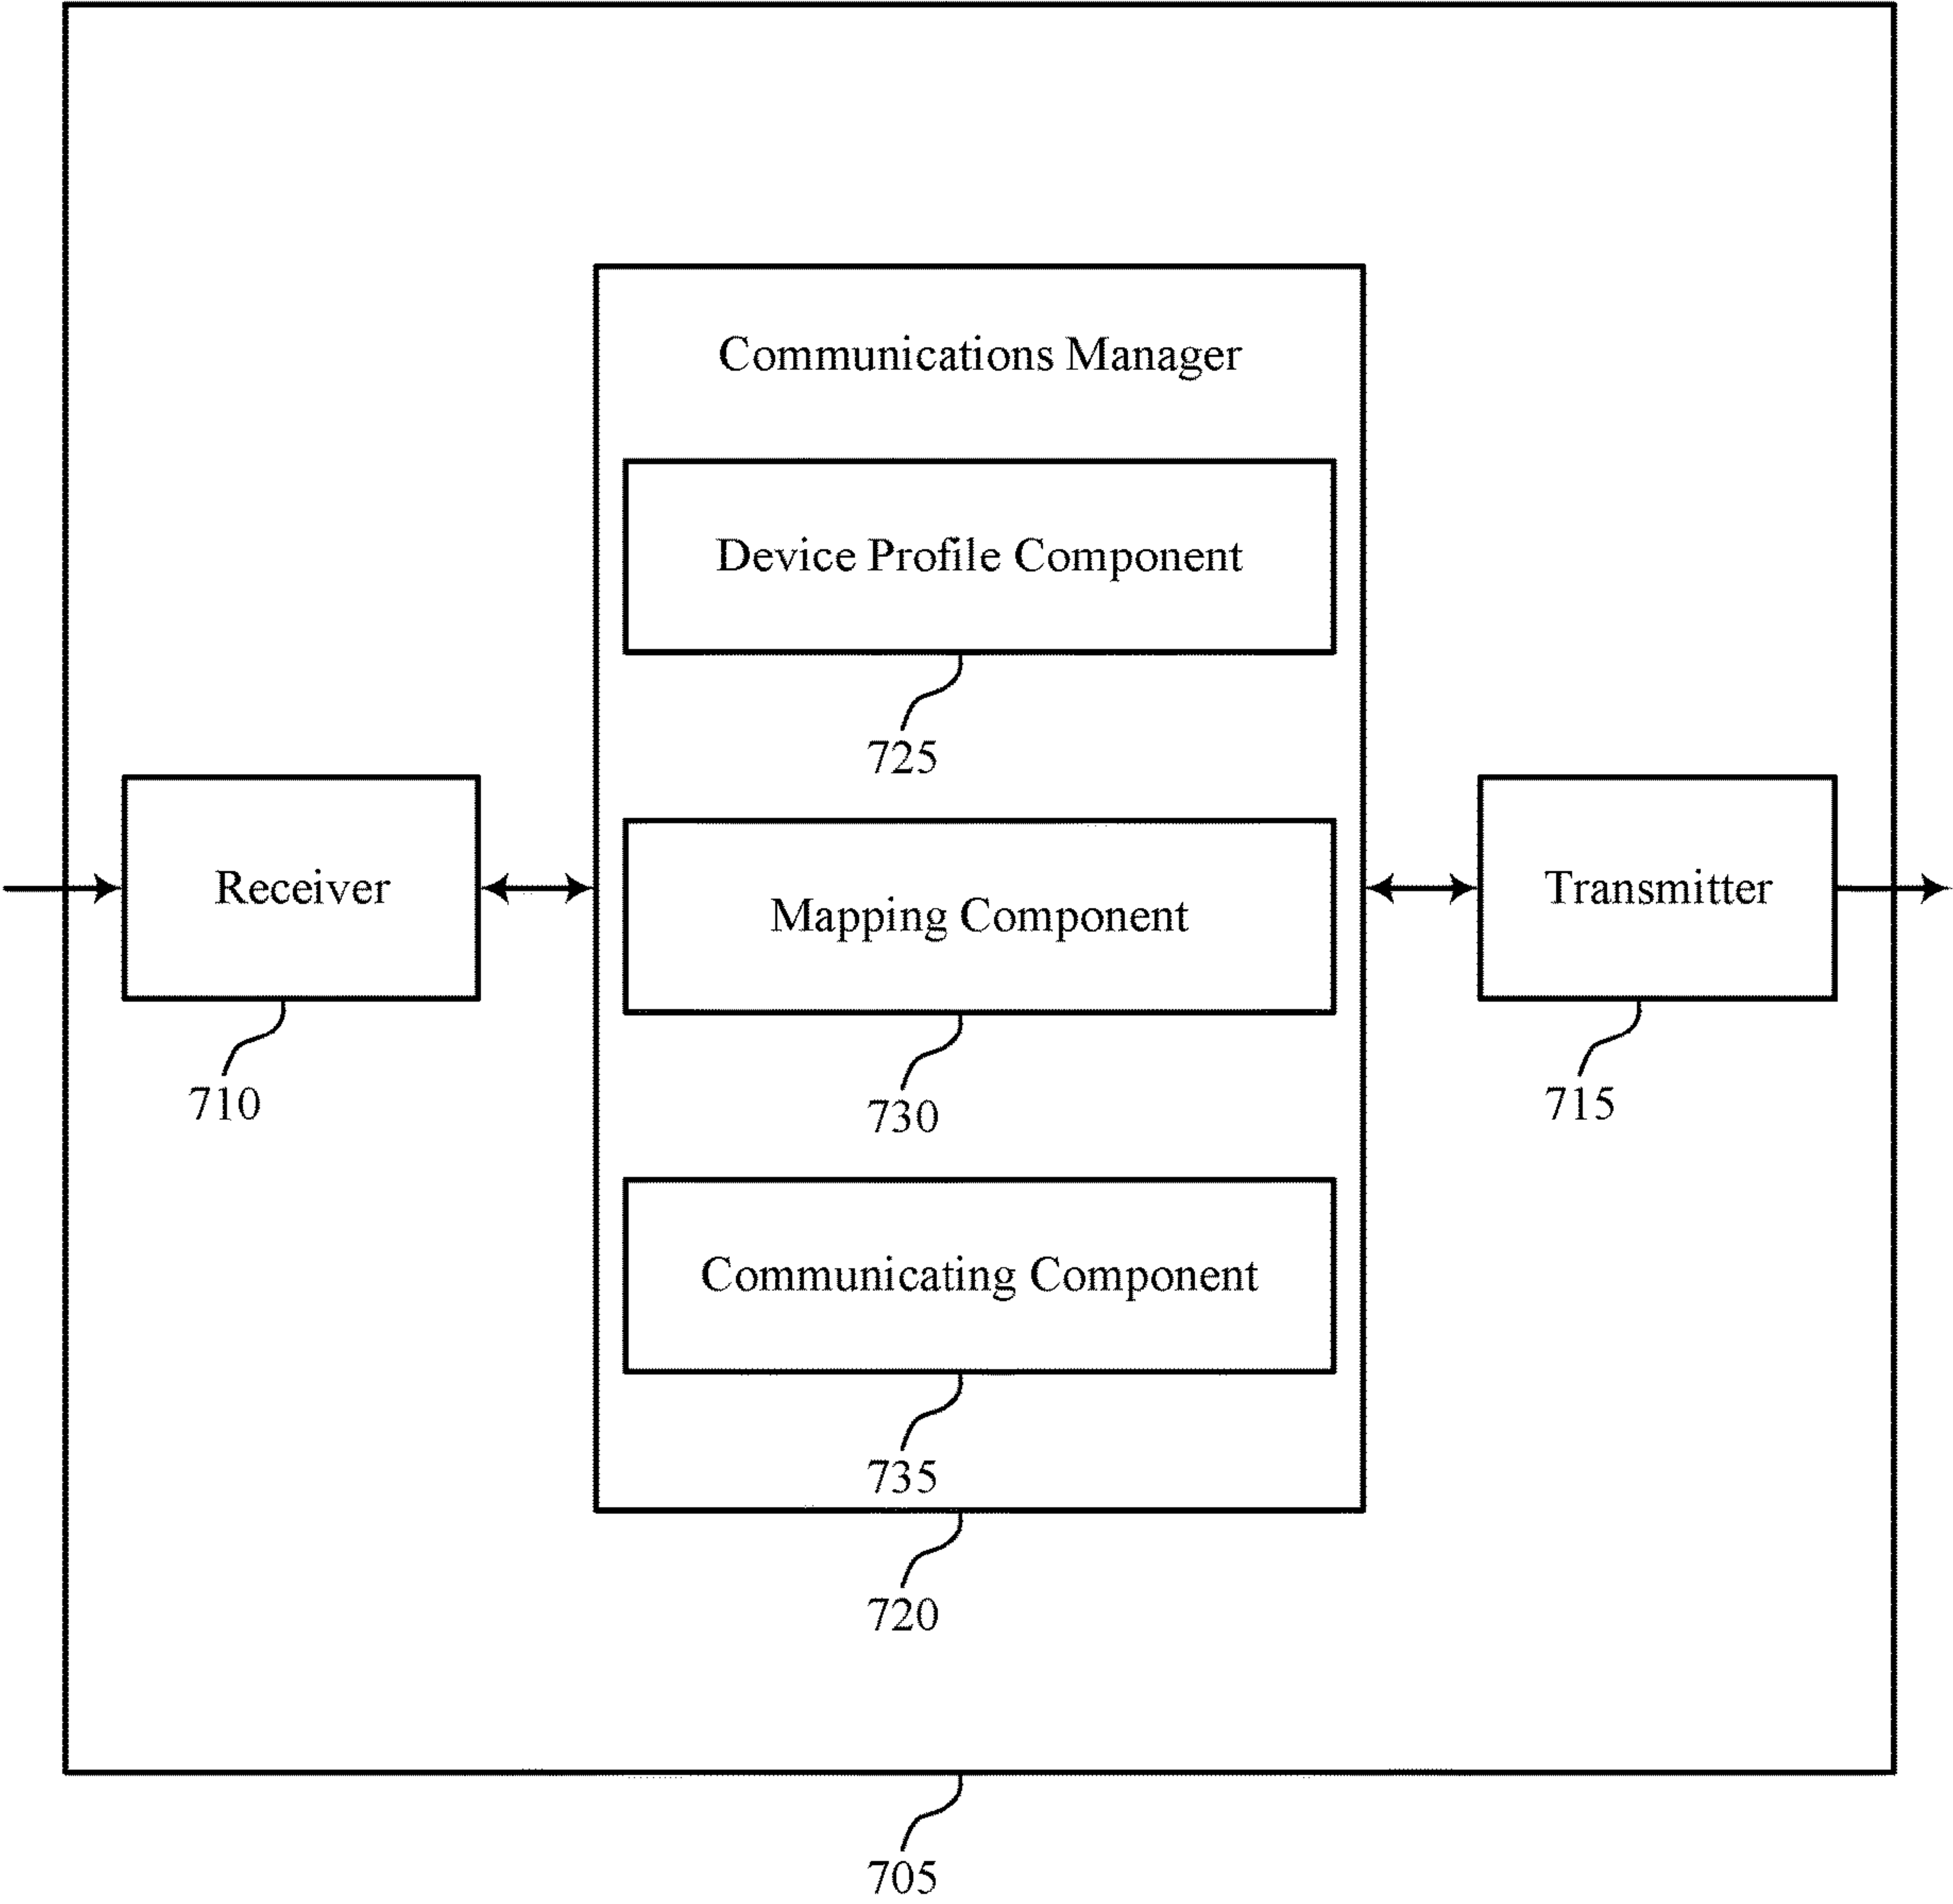 Communications Manager
Device Profile Component
725
Receiver
710
Mapping Component
730
Transmitter
715
Communicating Component
735
720
705